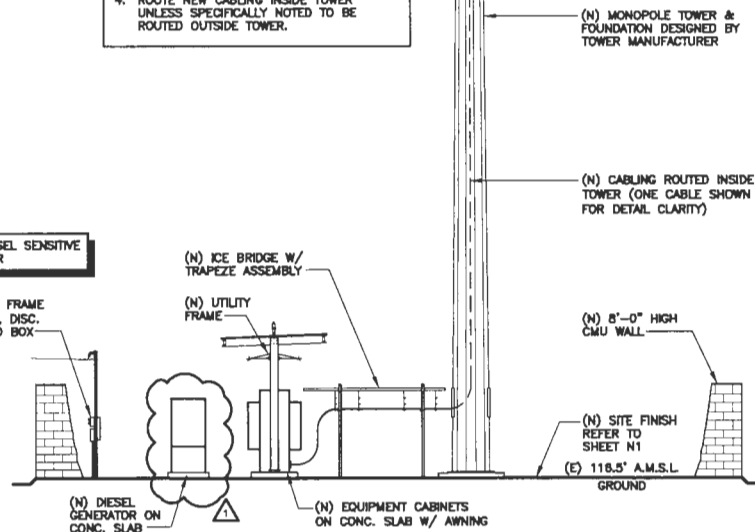 4. ROUTE NEW CABLING INSIDE TOWER
UNLESS SPECIFICALLY NOTED TO BE
ROUTED OUTSIDE TOWER.
(N) MONOPOLE TOWER &
FOUNDATION DESIGNED BY
TOWER MANUFACTURER
(N) CABLING ROUTED INSIDE
TOWER (ONE CABLE SHOWN
FOR DETAIL CLARITY)
SENSITIVE
(N) ICE BRIDGE W/
TRAPEZE ASSEMBLY
FRAME
DISC.
BOX
(N) UTILITY
FRAME
(N) 8'-0" HIGH
CMU WALL
(N) SITE FINISH
REFER TO
SHEET N1
(E) 116.5' A.M.S.L
GROUND
(N) DIESEL
GENERATOR ON
CONC. SLAB
1
(N) EQUIPMENT CABINETS
ON CONC. SLAB W/ AWNING